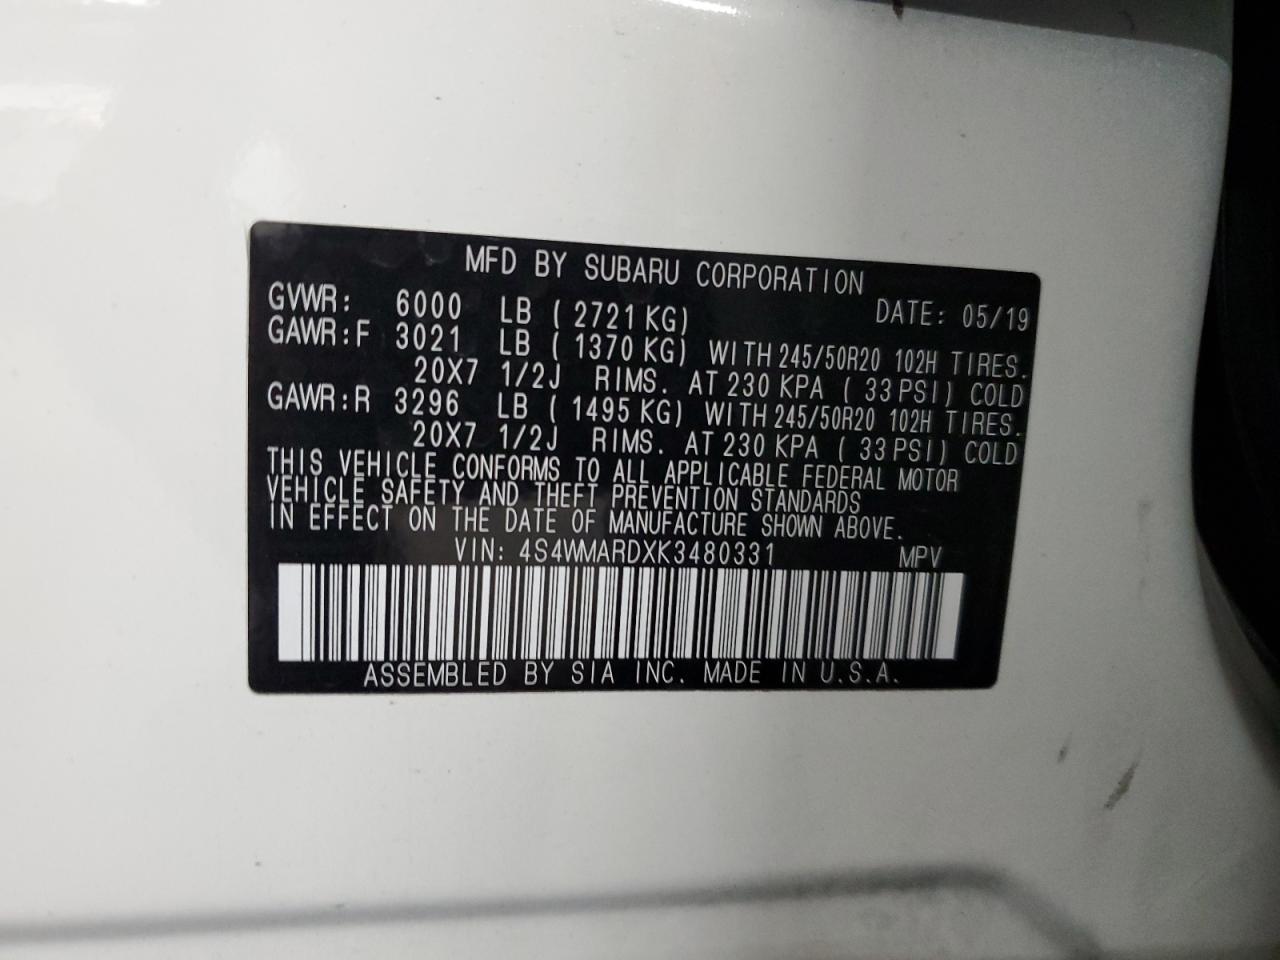 MFD BY SUBARU CORPORATION
GVWR: 6000 LB ( 2721 KG) DATE: 05/19
GAWR:F 3021 LB ( 1370 KG) WITH 245/50R20 102H TIRES.
20X7 1/2J RIMS. AT 230 KPA ( 33 PSI) COLD
GAWR:R 3296 LB ( 1495 KG) WITH 245/50R20 102H TIRES.
20X7 1/2J RIMS. AT 230 KPA ( 33 PSI) COLD
THIS VEHICLE CONFORMS TO ALL APPLICABLE FEDERAL MOTOR
VEHICLE SAFETY AND THEFT PREVENTION STANDARDS
IN EFFECT ON THE DATE OF MANUFACTURE SHOWN ABOVE.
VIN: 4S4WMARDXK3480331 MPV
ASSEMBLED BY SIA INC. MADE IN U.S.A.